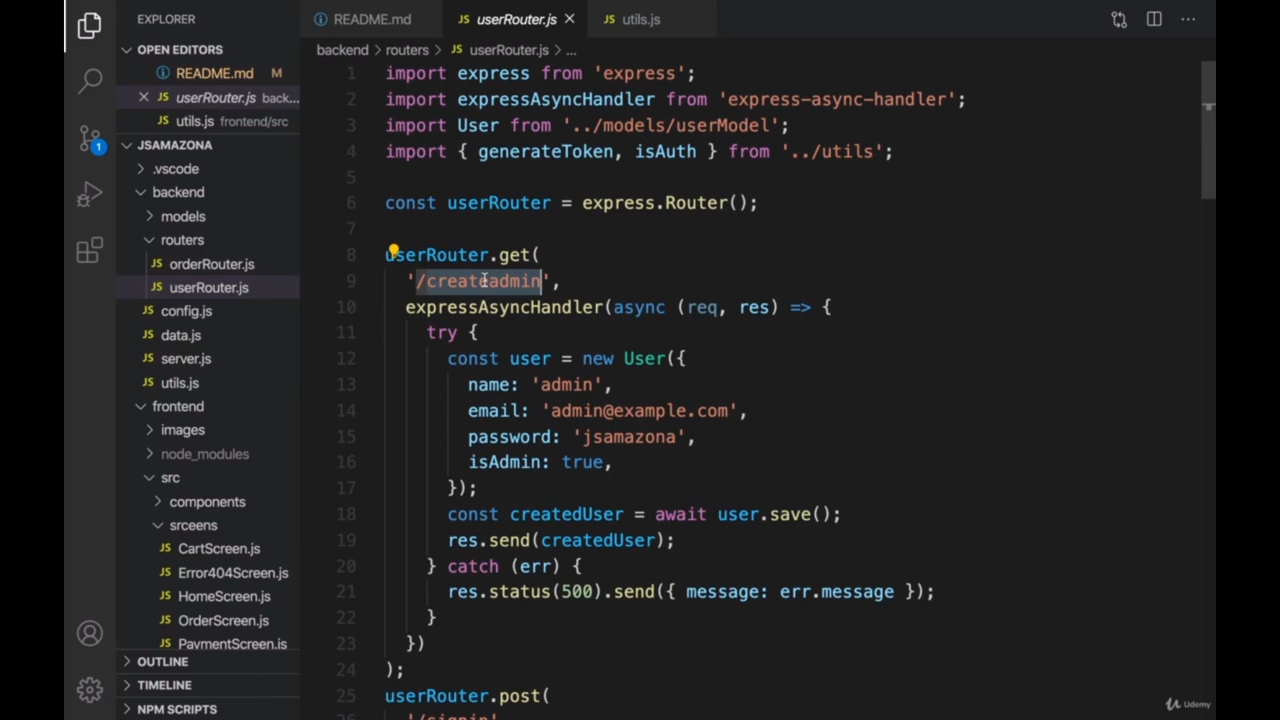 EXPLORER
OPEN EDITORS
README.md M
userRouter.js back...
utils.js frontend/src
JSAMAZONA
.vscode
backend
models
routers
orderRouter.js
userRouter.js
config.js
data.js
server.js
utils.js
frontend
images
node_modules
src
components
srceens
CartScreen.js
Error404Screen.js
HomeScreen.js
OrderScreen.js
PaymentScreen.js
OUTLINE
TIMELINE
NPM SCRIPTS
1
README.md userRouter.js utils.js
backend > routers > JS userRouter.js > ...
1 import express from 'express';
2 import expressAsyncHandler from 'express-async-handler';
3 import User from '../models/userModel';
4 import { generateToken, isAuth } from '../utils';
5
6 const userRouter = express.Router();
7
8 userRouter.get(
9 '/createadmin',
10 expressAsyncHandler(async (req, res) => {
11 try {
12 const user = new User({
13 name: 'admin',
14 email: 'admin@example.com',
15 password: 'jsamazona',
16 isAdmin: true,
17 });
18 const createdUser = await user.save();
19 res.send(createdUser);
20 } catch (err) {
21 res.status(500).send({ message: err.message });
22 }
23 })
24 );
25 userRouter.post(
26 '/signin'
Udemy